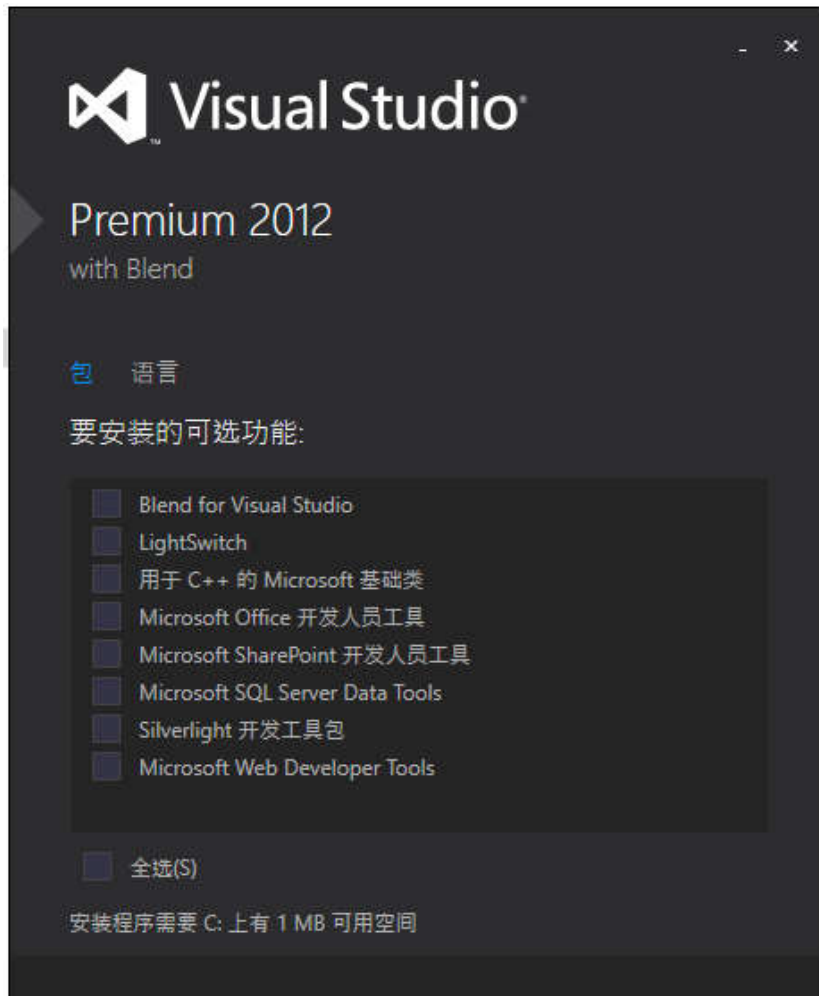 Visual Studio®
™
Premium 2012
with Blend
包 语言
要安装的可选功能:
Blend for Visual Studio
LightSwitch
用于 C++ 的 Microsoft 基础类
Microsoft Office 开发人员工具
Microsoft SharePoint 开发人员工具
Microsoft SQL Server Data Tools
Silverlight 开发工具包
Microsoft Web Developer Tools
全选(S)
安装程序需要 C: 上有 1 MB 可用空间